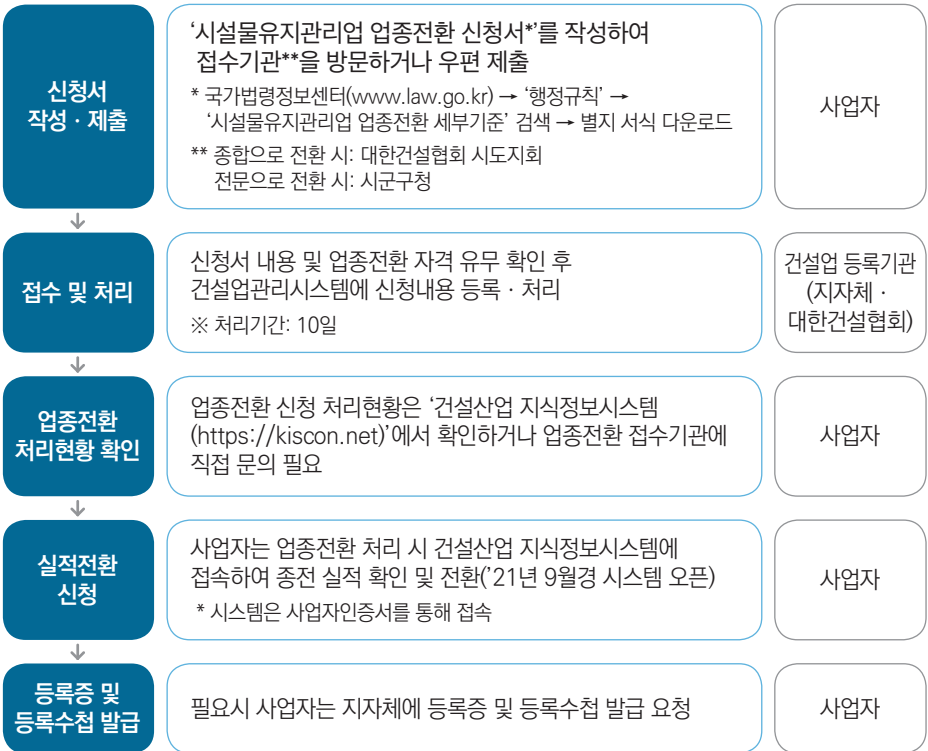 신청서
작성 · 제출
‘시설물유지관리업 업종전환 신청서*’를 작성하여
접수기관**을 방문하거나 우편 제출
* 국가법령정보센터(www.law.go.kr) → ‘행정규칙’ →
‘시설물유지관리업 업종전환 세부기준’ 검색 → 별지 서식 다운로드
** 종합으로 전환 시: 대한건설협회 시도지회
전문으로 전환 시: 시군구청
사업자
↓
접수 및 처리
신청서 내용 및 업종전환 자격 유무 확인 후
건설업관리시스템에 신청내용 등록 · 처리
※ 처리기간: 10일
건설업 등록기관
(지자체 ·
대한건설협회)
↓
업종전환
처리현황 확인
업종전환 신청 처리현황은 ‘건설산업 지식정보시스템
(https://kiscon.net)’에서 확인하거나 업종전환 접수기관에
직접 문의 필요
사업자
↓
실적전환
신청
사업자는 업종전환 처리 시 건설산업 지식정보시스템에
접속하여 종전 실적 확인 및 전환(’21년 9월경 시스템 오픈)
* 시스템은 사업자인증서를 통해 접속
사업자
↓
등록증 및
등록수첩 발급
필요시 사업자는 지자체에 등록증 및 등록수첩 발급 요청
사업자